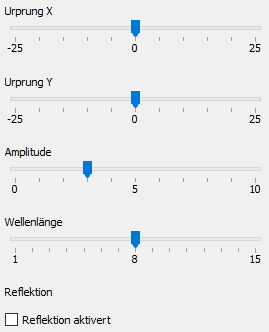 Urprung X
-25 0 25
Urprung Y
-25 0 25
Amplitude
0 5 10
Wellenlänge
1 8 15
Reflektion
Reflektion aktivert